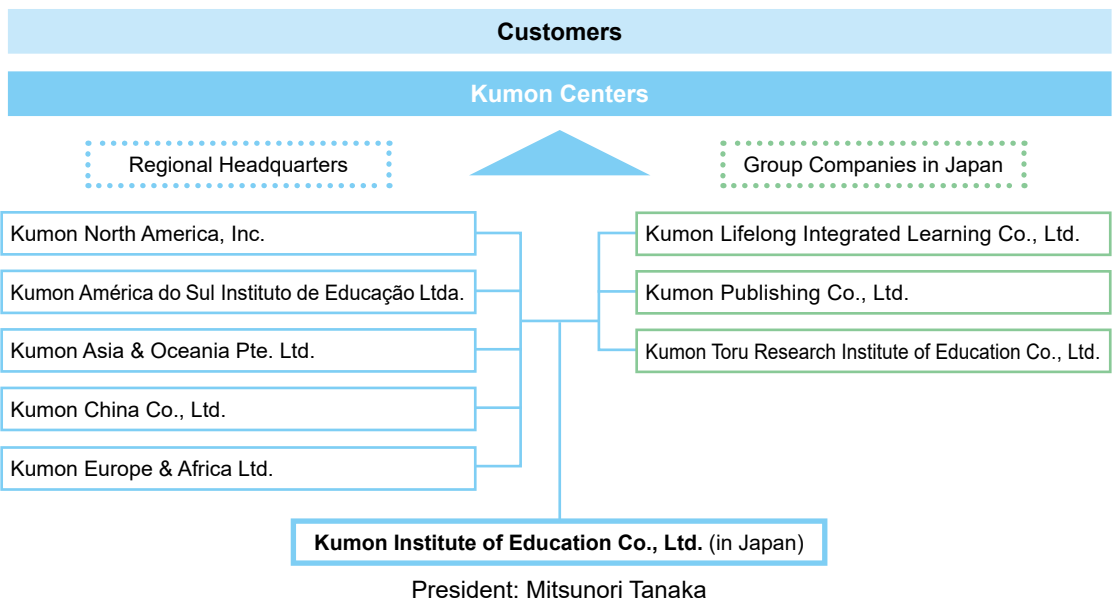 Customers
Kumon Centers
Regional Headquarters
Kumon North America, Inc.
Kumon América do Sul Instituto de Educação Ltda.
Kumon Asia & Oceania Pte. Ltd.
Kumon China Co., Ltd.
Kumon Europe & Africa Ltd.
Group Companies in Japan
Kumon Lifelong Integrated Learning Co., Ltd.
Kumon Publishing Co., Ltd.
Kumon Toru Research Institute of Education Co., Ltd.
Kumon Institute of Education Co., Ltd. (in Japan)
President: Mitsunori Tanaka